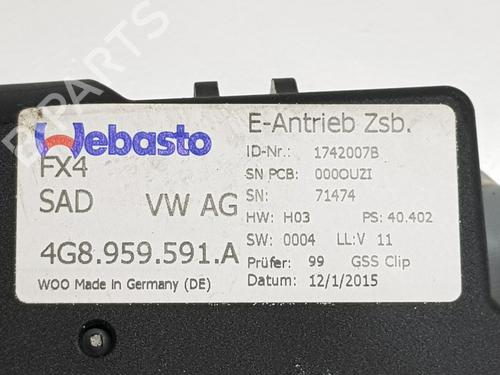 B-PARTS
Webasto
E-Antrieb Zsb.
FX4
ID-Nr.: 1742007B
SN PCB: 000OUZI
SAD VW AG
SN: 71474
HW: H03 PS: 40.402
4G8.959.591.A
SW: 0004 LL:V 11
Prüfer: 99 GSS Clip
WOO Made in Germany (DE)
Datum: 12/1/2015